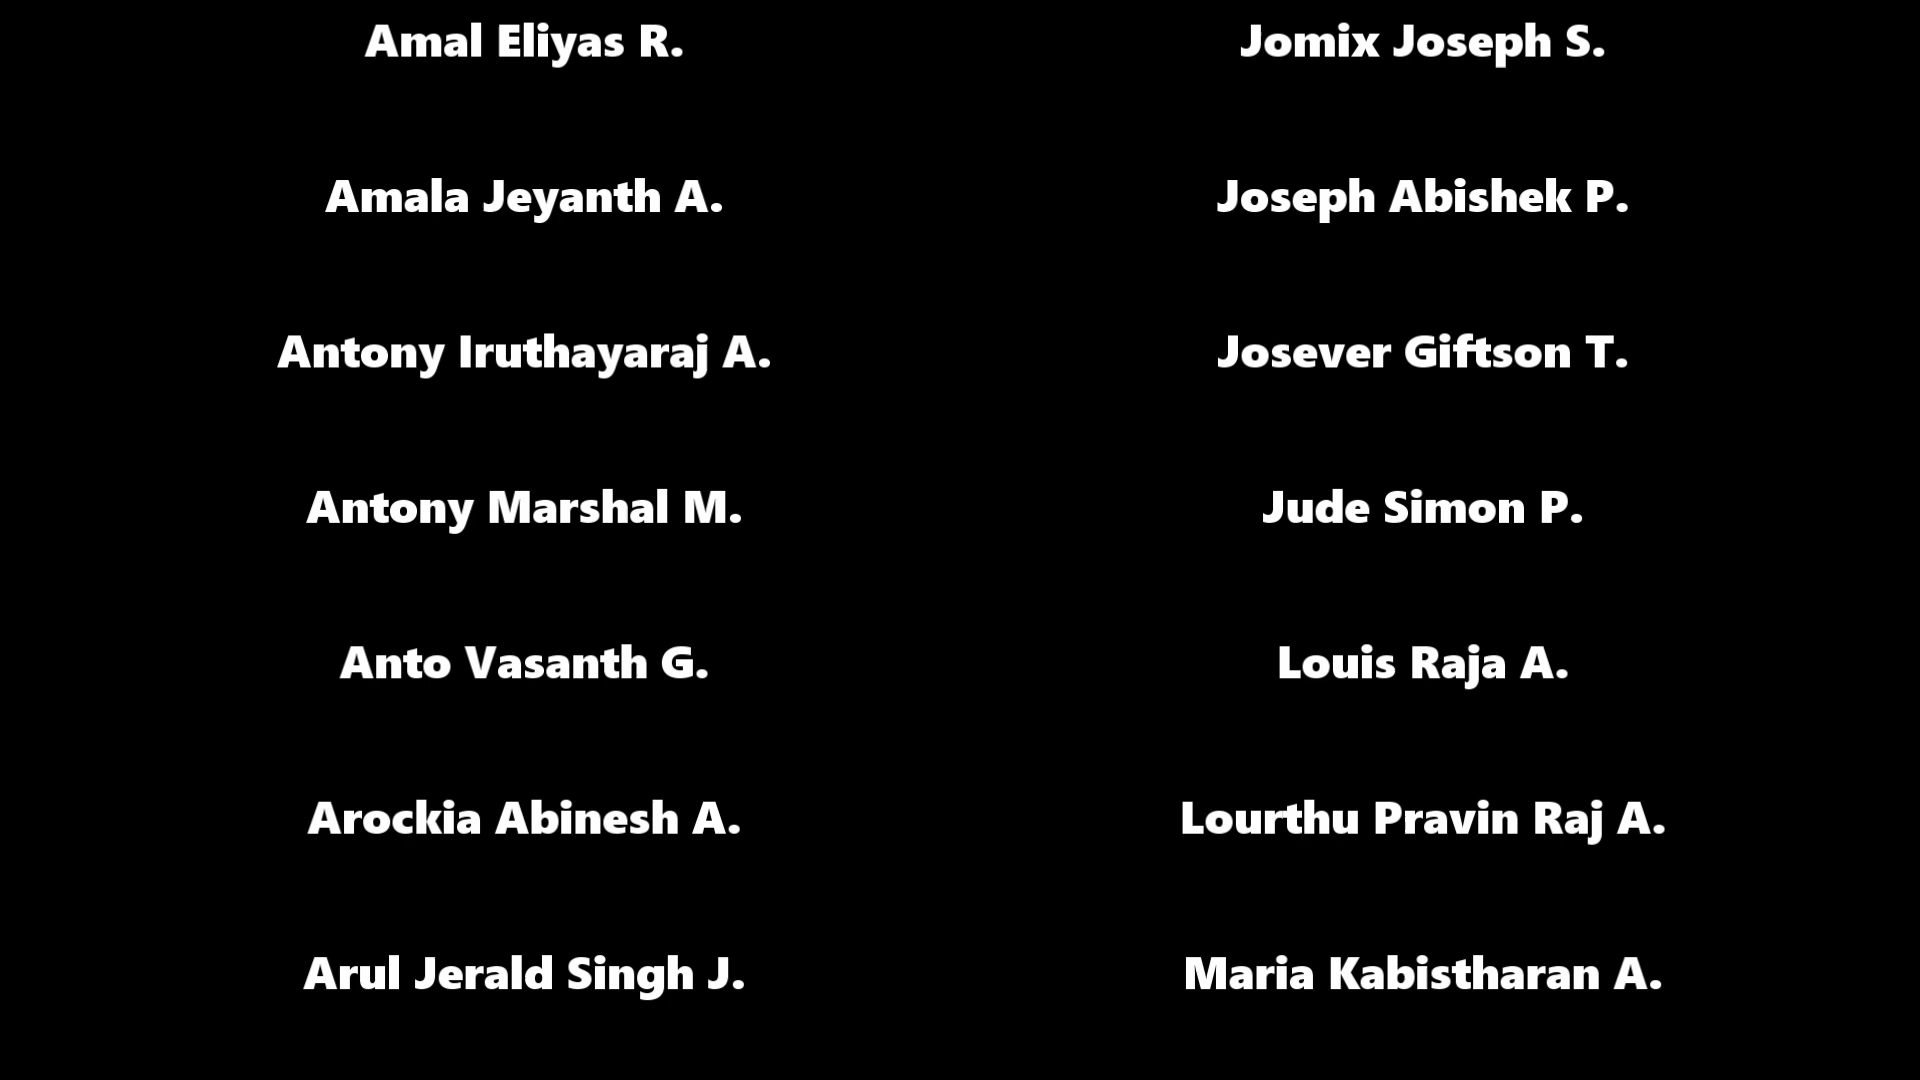 Amal Eliyas R.
Amala Jeyanth A.
Antony Iruthayaraj A.
Antony Marshal M.
Anto Vasanth G.
Arockia Abinesh A.
Arul Jerald Singh J.
Jomix Joseph S.
Joseph Abishek P.
Josever Giftson T.
Jude Simon P.
Louis Raja A.
Lourthu Pravin Raj A.
Maria Kabistharan A.